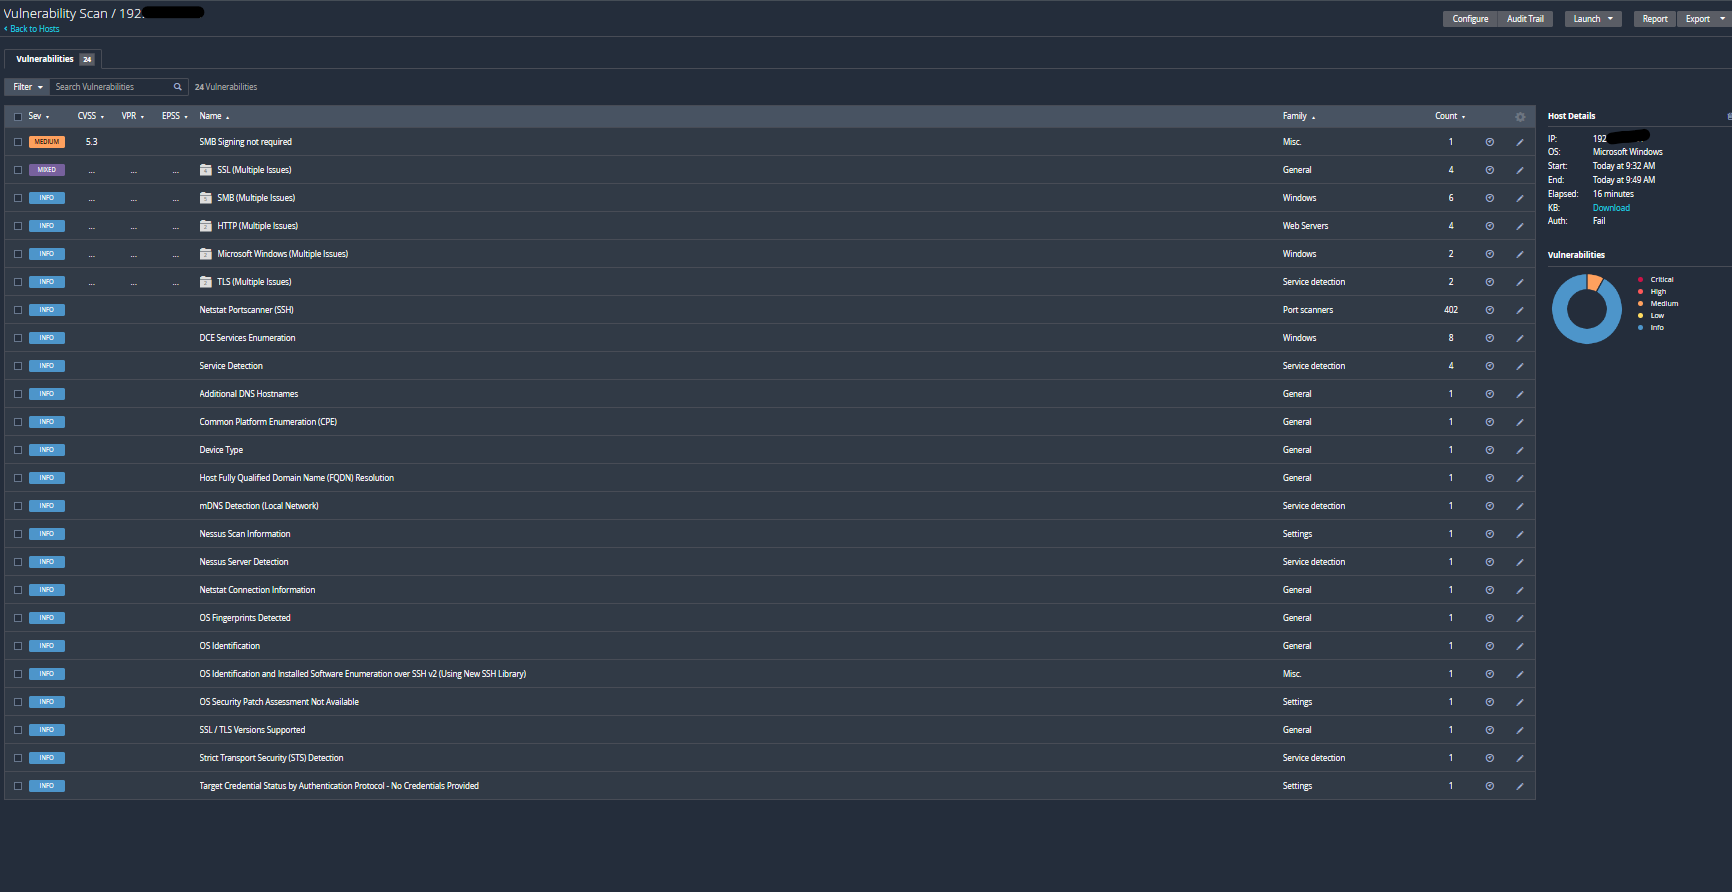 Vulnerability Scan / 192.
Back to Hosts
Configure Audit Trail Launch Report Export
Vulnerabilities 24
Filter Search Vulnerabilities 24 Vulnerabilities
Sev CVSS VPR EPSS Name Family Count
MEDIUM 5.3 SMB Signing not required Misc. 1
MIXED ... ... ... SSL (Multiple Issues) General 4
INFO ... ... ... SMB (Multiple Issues) Windows 6
INFO ... ... ... HTTP (Multiple Issues) Web Servers 4
INFO ... ... ... Microsoft Windows (Multiple Issues) Windows 2
INFO ... ... ... TLS (Multiple Issues) Service detection 2
INFO Netstat Portscanner (SSH) Port scanners 402
INFO DCE Services Enumeration Windows 8
INFO Service Detection Service detection 4
INFO Additional DNS Hostnames General 1
INFO Common Platform Enumeration (CPE) General 1
INFO Device Type General 1
INFO Host Fully Qualified Domain Name (FQDN) Resolution General 1
INFO mDNS Detection (Local Network) Service detection 1
INFO Nessus Scan Information Settings 1
INFO Nessus Server Detection Service detection 1
INFO Netstat Connection Information General 1
INFO OS Fingerprints Detected General 1
INFO OS Identification General 1
INFO OS Identification and Installed Software Enumeration over SSH v2 (Using New SSH Library) Misc. 1
INFO OS Security Patch Assessment Not Available Settings 1
INFO SSL / TLS Versions Supported General 1
INFO Strict Transport Security (STS) Detection Service detection 1
INFO Target Credential Status by Authentication Protocol - No Credentials Provided Settings 1
Host Details
IP: 192
OS: Microsoft Windows
Start: Today at 9:32 AM
End: Today at 9:49 AM
Elapsed: 16 minutes
KB: Download
Auth: Fail
Vulnerabilities
Critical
High
Medium
Low
Info